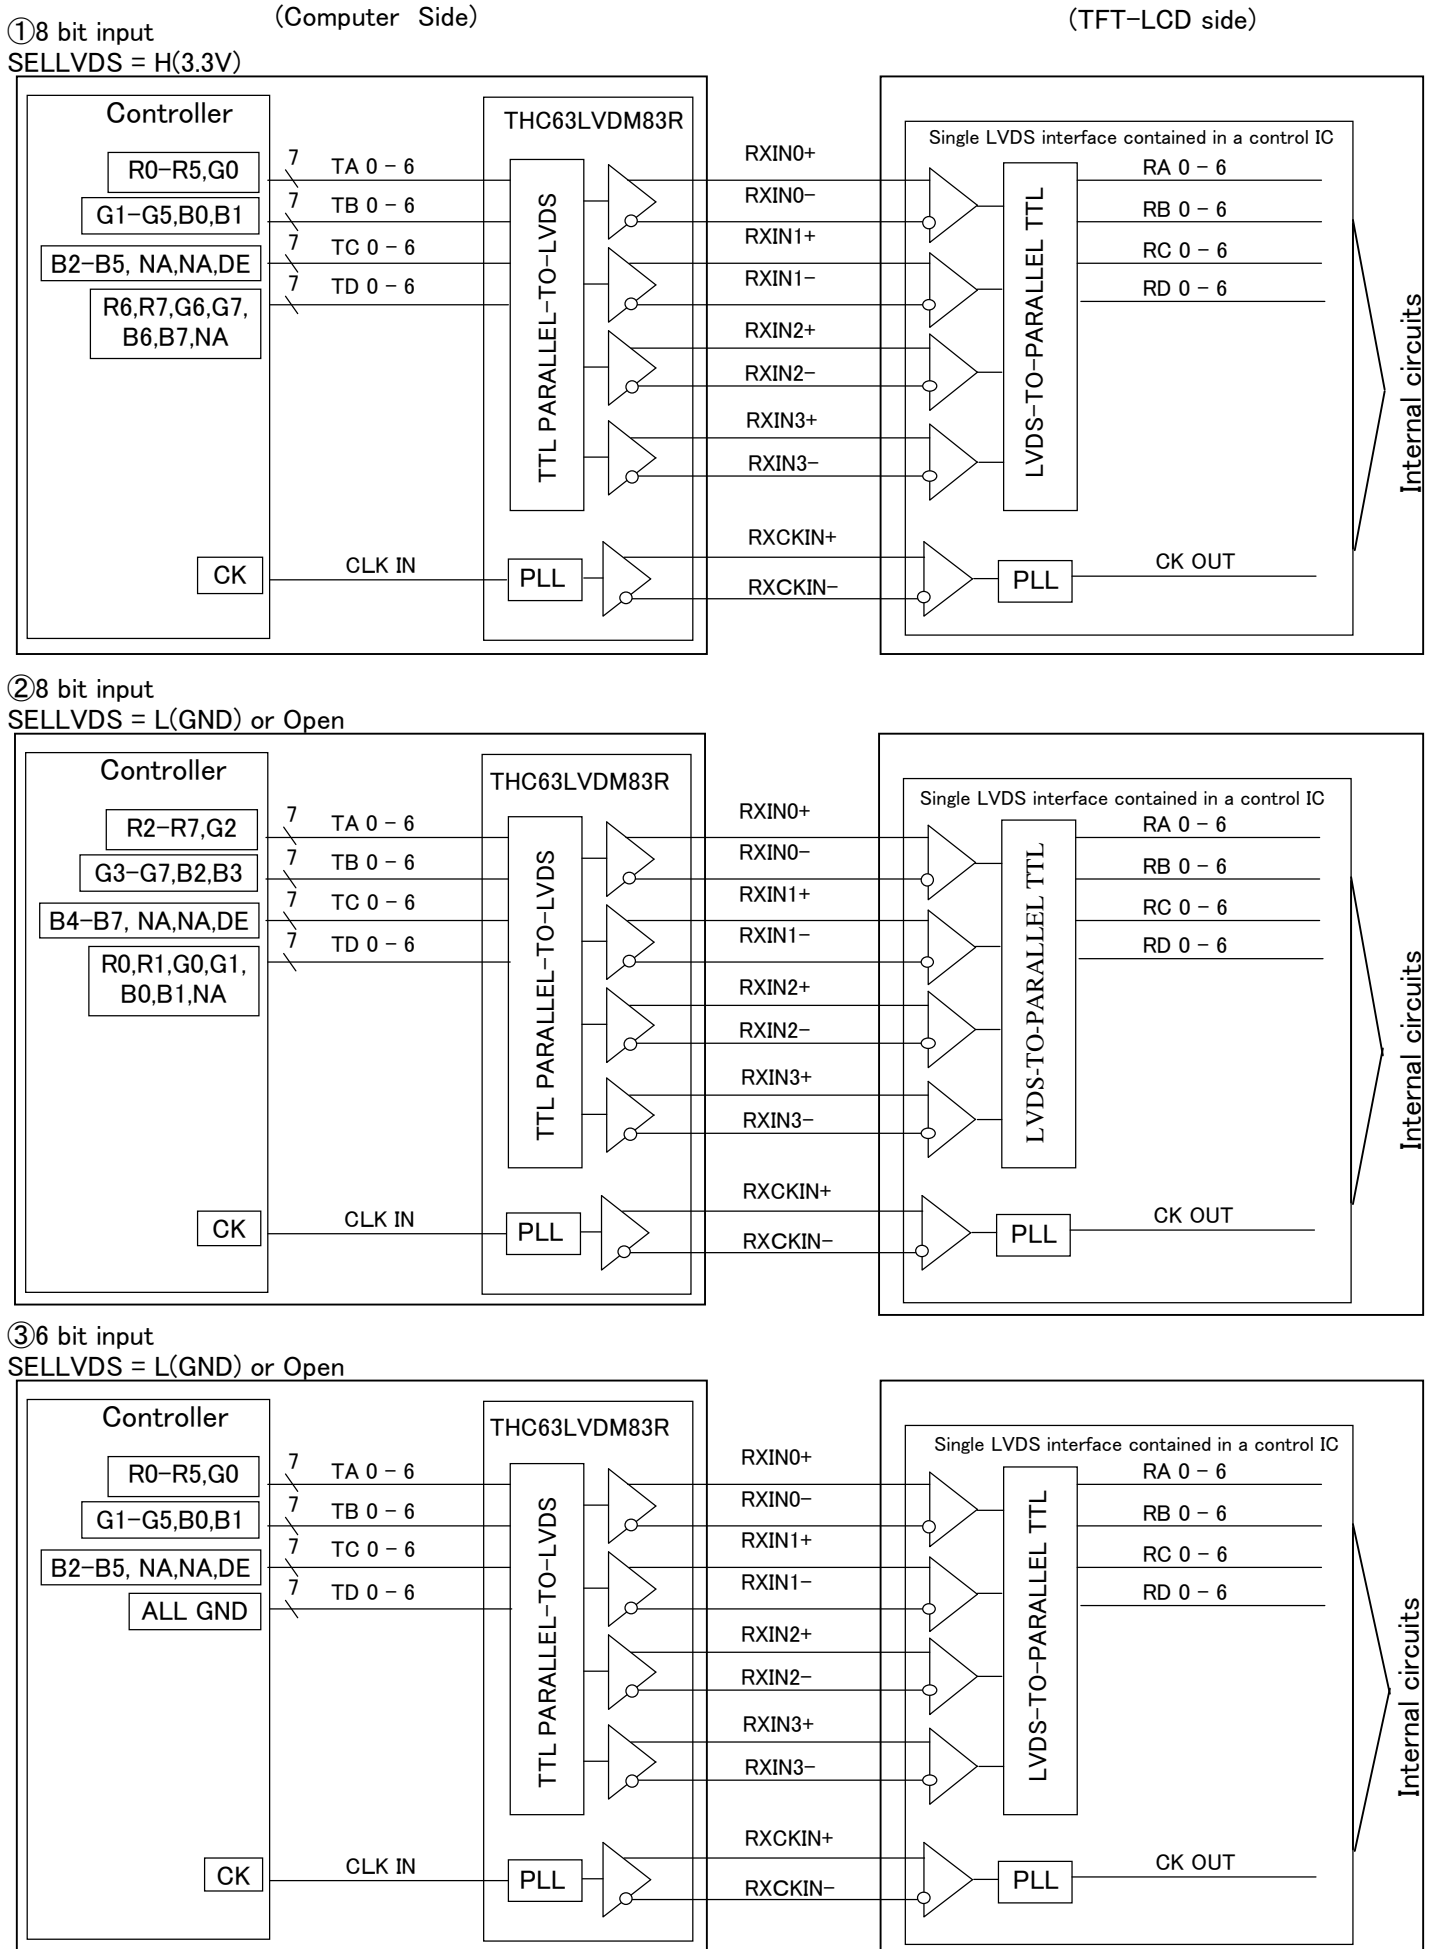 (Computer Side)
(TFT-LCD side)
①8 bit input
SELLVDS = H(3.3V)
Controller
R0-R5,G0
G1-G5,B0,B1
B2-B5, NA,NA,DE
R6,R7,G6,G7,
B6,B7,NA
CK
7
TA 0 - 6
7
TB 0 - 6
7
TC 0 - 6
7
TD 0 - 6
CLK IN
THC63LVDM83R
TTL PARALLEL-TO-LVDS
PLL
RXIN0+
RXIN0-
RXIN1+
RXIN1-
RXIN2+
RXIN2-
RXIN3+
RXIN3-
RXCKIN+
RXCKIN-
Single LVDS interface contained in a control IC
LVDS-TO-PARALLEL TTL
PLL
RA 0 - 6
RB 0 - 6
RC 0 - 6
RD 0 - 6
CK OUT
Internal circuits
②8 bit input
SELLVDS = L(GND) or Open
Controller
R2-R7,G2
G3-G7,B2,B3
B4-B7, NA,NA,DE
R0,R1,G0,G1,
B0,B1,NA
CK
7
TA 0 - 6
7
TB 0 - 6
7
TC 0 - 6
7
TD 0 - 6
CLK IN
THC63LVDM83R
TTL PARALLEL-TO-LVDS
PLL
RXIN0+
RXIN0-
RXIN1+
RXIN1-
RXIN2+
RXIN2-
RXIN3+
RXIN3-
RXCKIN+
RXCKIN-
Single LVDS interface contained in a control IC
LVDS-TO-PARALLEL TTL
PLL
RA 0 - 6
RB 0 - 6
RC 0 - 6
RD 0 - 6
CK OUT
Internal circuits
③6 bit input
SELLVDS = L(GND) or Open
Controller
R0-R5,G0
G1-G5,B0,B1
B2-B5, NA,NA,DE
ALL GND
CK
7
TA 0 - 6
7
TB 0 - 6
7
TC 0 - 6
7
TD 0 - 6
CLK IN
THC63LVDM83R
TTL PARALLEL-TO-LVDS
PLL
RXIN0+
RXIN0-
RXIN1+
RXIN1-
RXIN2+
RXIN2-
RXIN3+
RXIN3-
RXCKIN+
RXCKIN-
Single LVDS interface contained in a control IC
LVDS-TO-PARALLEL TTL
PLL
RA 0 - 6
RB 0 - 6
RC 0 - 6
RD 0 - 6
CK OUT
Internal circuits